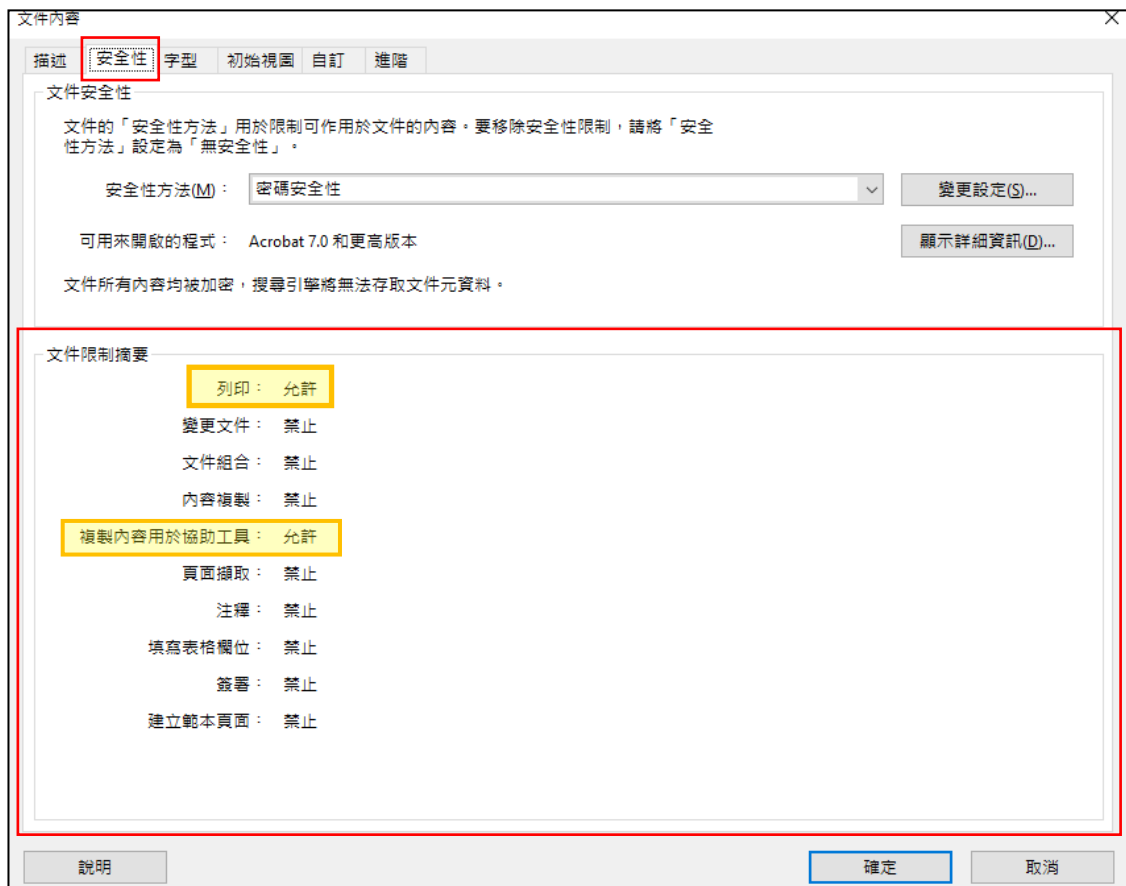 文件內容
描述 安全性 字型 初始視圖 自訂 進階
文件安全性
文件的「安全性方法」用於限制可作用於文件的內容。要移除安全性限制，請將「安全
性方法」設定為「無安全性」。
安全性方法(M)： 密碼安全性 變更設定(S)...
可用來開啟的程式： Acrobat 7.0 和更高版本 顯示詳細資訊(D)...
文件所有內容均被加密，搜尋引擎將無法存取文件元資料。
文件限制摘要
列印： 允許
變更文件： 禁止
文件組合： 禁止
內容複製： 禁止
複製內容用於協助工具： 允許
頁面擷取： 禁止
注釋： 禁止
填寫表格欄位： 禁止
簽署： 禁止
建立範本頁面： 禁止
說明 確定 取消